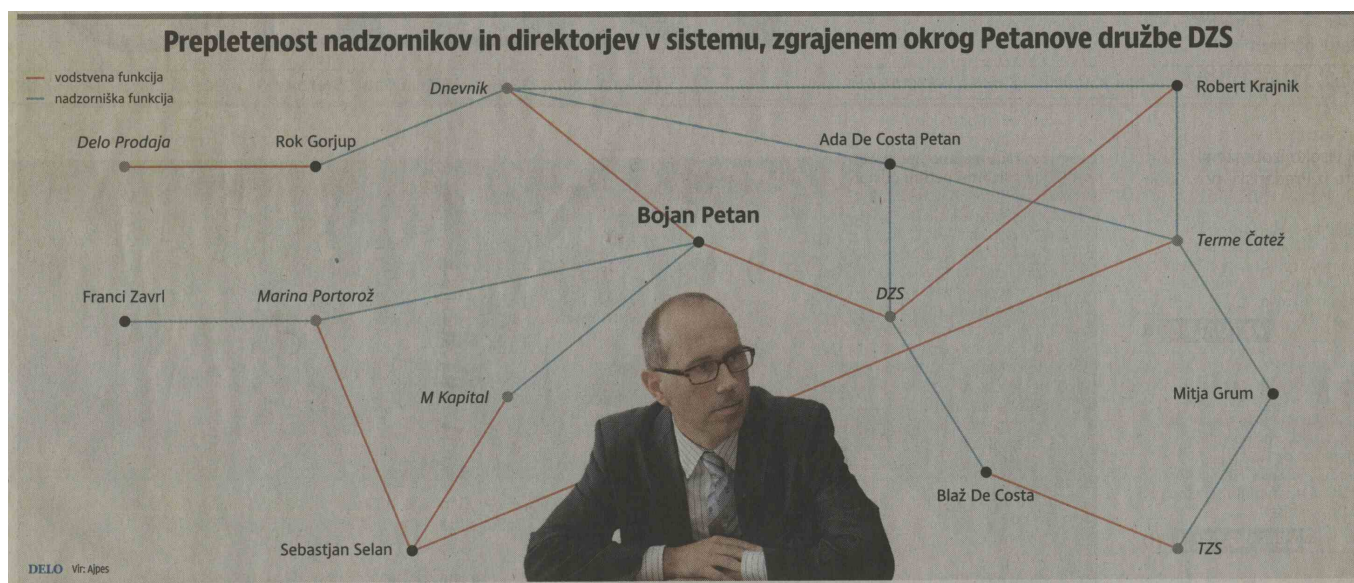 Prepletenost nadzornikov in direktorjev v sistemu, zgrajenem okrog Petanove družbe DZS
vodstvena funkcija
nadzorniška funkcija
Dnevnik
Robert Krajnik
Delo Prodaja
Rok Gorjup
Ada De Costa Petan
Bojan Petan
Terme Čatež
Franci Zavrl
Marina Portorož
DZS
M Kapital
Mitja Grum
Blaž De Costa
Sebastjan Selan
TZS
DELO Vir: Ajpes